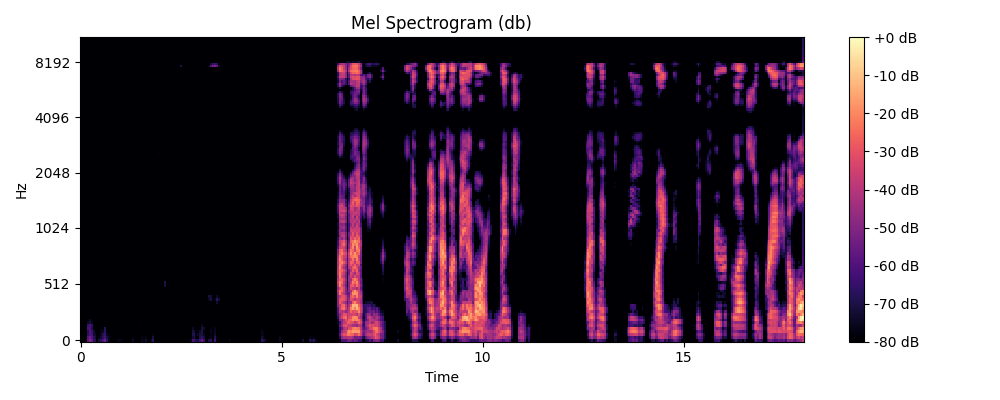 Mel Spectrogram (db)
8192
4096
2048
1024
512
0
Hz
0 5 10 15
Time
+0 dB
-10 dB
-20 dB
-30 dB
-40 dB
-50 dB
-60 dB
-70 dB
-80 dB